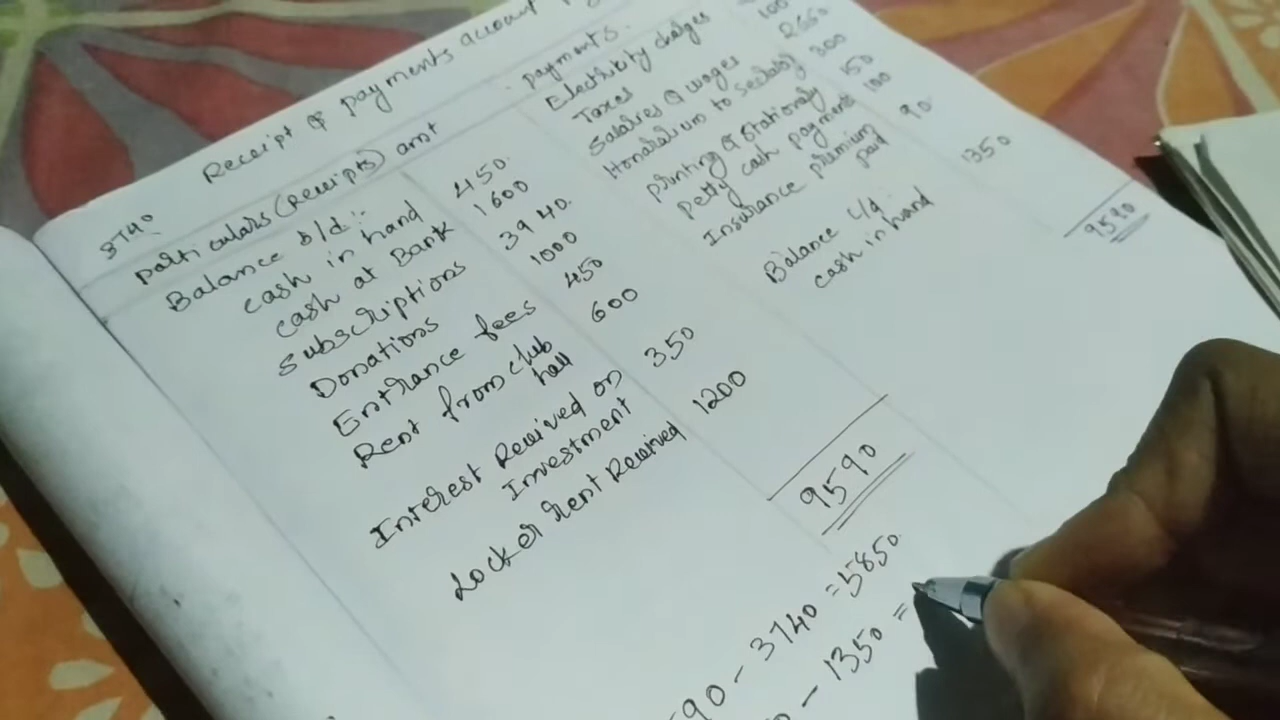 Receipt & payments account
3740
particulars (receipts) amt
Balance b/d:-
cash in hand 450.
cash at Bank 1600
subscriptions 3940.
Donations 1000
Entrance fees 450
Rent from club hall 600
Interest Received on Investment 350
Locker rent Received 1200
9590
payments.
Electricity charges 100
Taxes
salaries & wages 2650
Honorarium to 300
printing & stationary 150
petty cash payments 100
Insurance premium paid 90.
Balance c/d
cash in hand 1350
9590
90 - 3740 = 5850.
- 1350 =